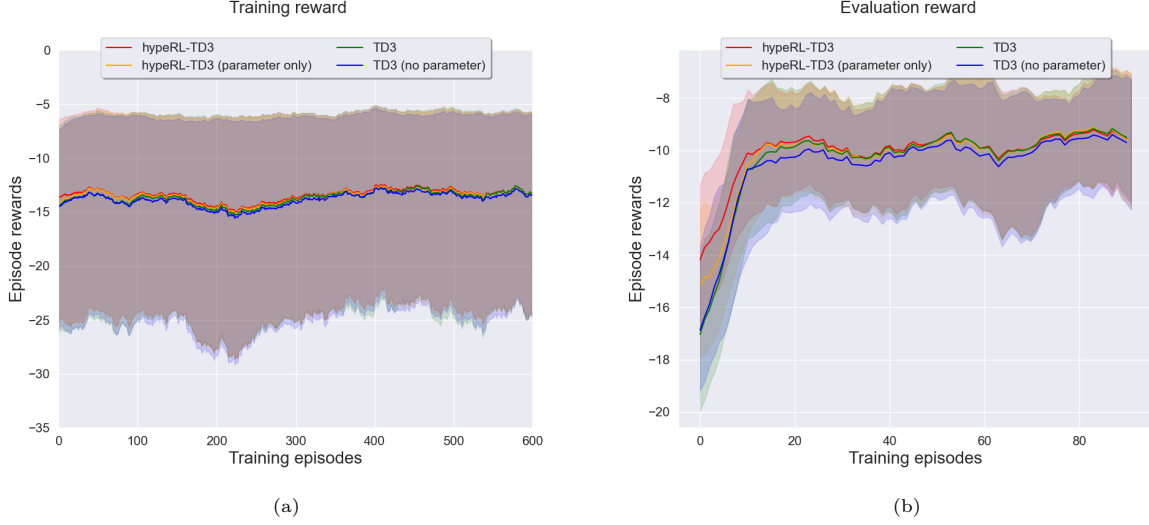 Training reward
hypeRL-TD3
hypeRL-TD3 (parameter only)
TD3
TD3 (no parameter)
Episode rewards
0
−5
−10
−15
−20
−25
−30
−35
0 100 200 300 400 500 600
Training episodes
(a)
Evaluation reward
hypeRL-TD3
hypeRL-TD3 (parameter only)
TD3
TD3 (no parameter)
Episode rewards
−8
−10
−12
−14
−16
−18
−20
0 20 40 60 80
Training episodes
(b)